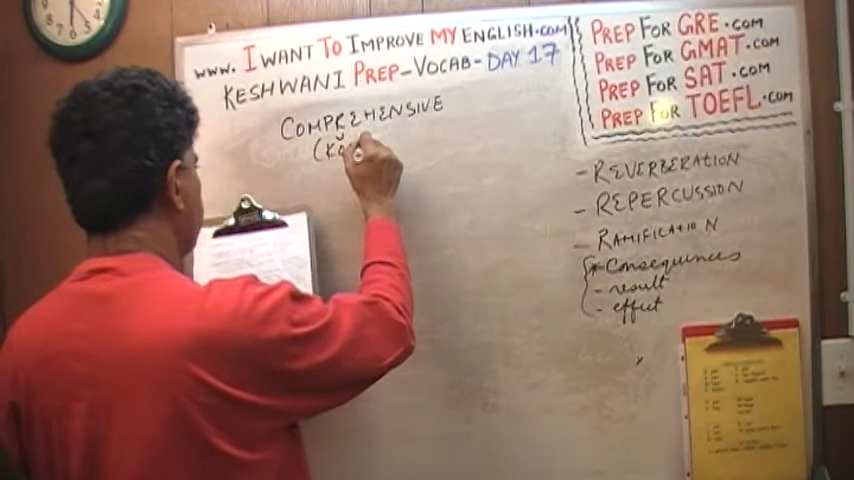 www. I WANT TO IMPROVE MY ENGLISH.COM
KESHWANI PREP-VOCAB-DAY 17
COMPREHENSIVE
PREP FOR GRE.COM
PREP FOR GMAT.COM
PREP FOR SAT.COM
PREP FOR TOEFL.COM
- REVERBERATION
- REPERCUSSION
- RAMIFICATION
* Consequences
- result
- effect